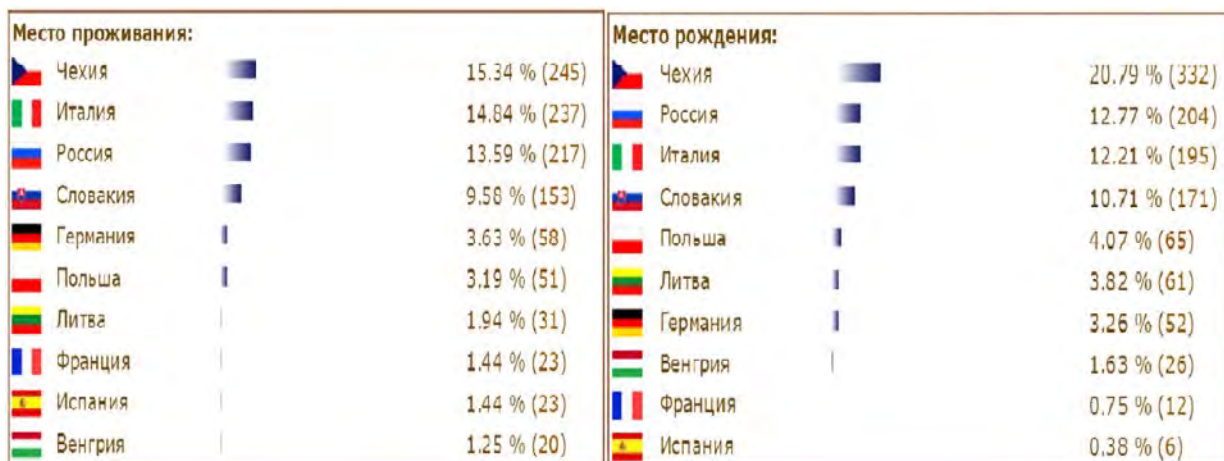 Место проживания:
Чехия 15.34 % (245)
Италия 14.84 % (237)
Россия 13.59 % (217)
Словакия 9.58 % (153)
Германия 3.63 % (58)
Польша 3.19 % (51)
Литва 1.94 % (31)
Франция 1.44 % (23)
Испания 1.44 % (23)
Венгрия 1.25 % (20)
Место рождения:
Чехия 20.79 % (332)
Россия 12.77 % (204)
Италия 12.21 % (195)
Словакия 10.71 % (171)
Польша 4.07 % (65)
Литва 3.82 % (61)
Германия 3.26 % (52)
Венгрия 1.63 % (26)
Франция 0.75 % (12)
Испания 0.38 % (6)